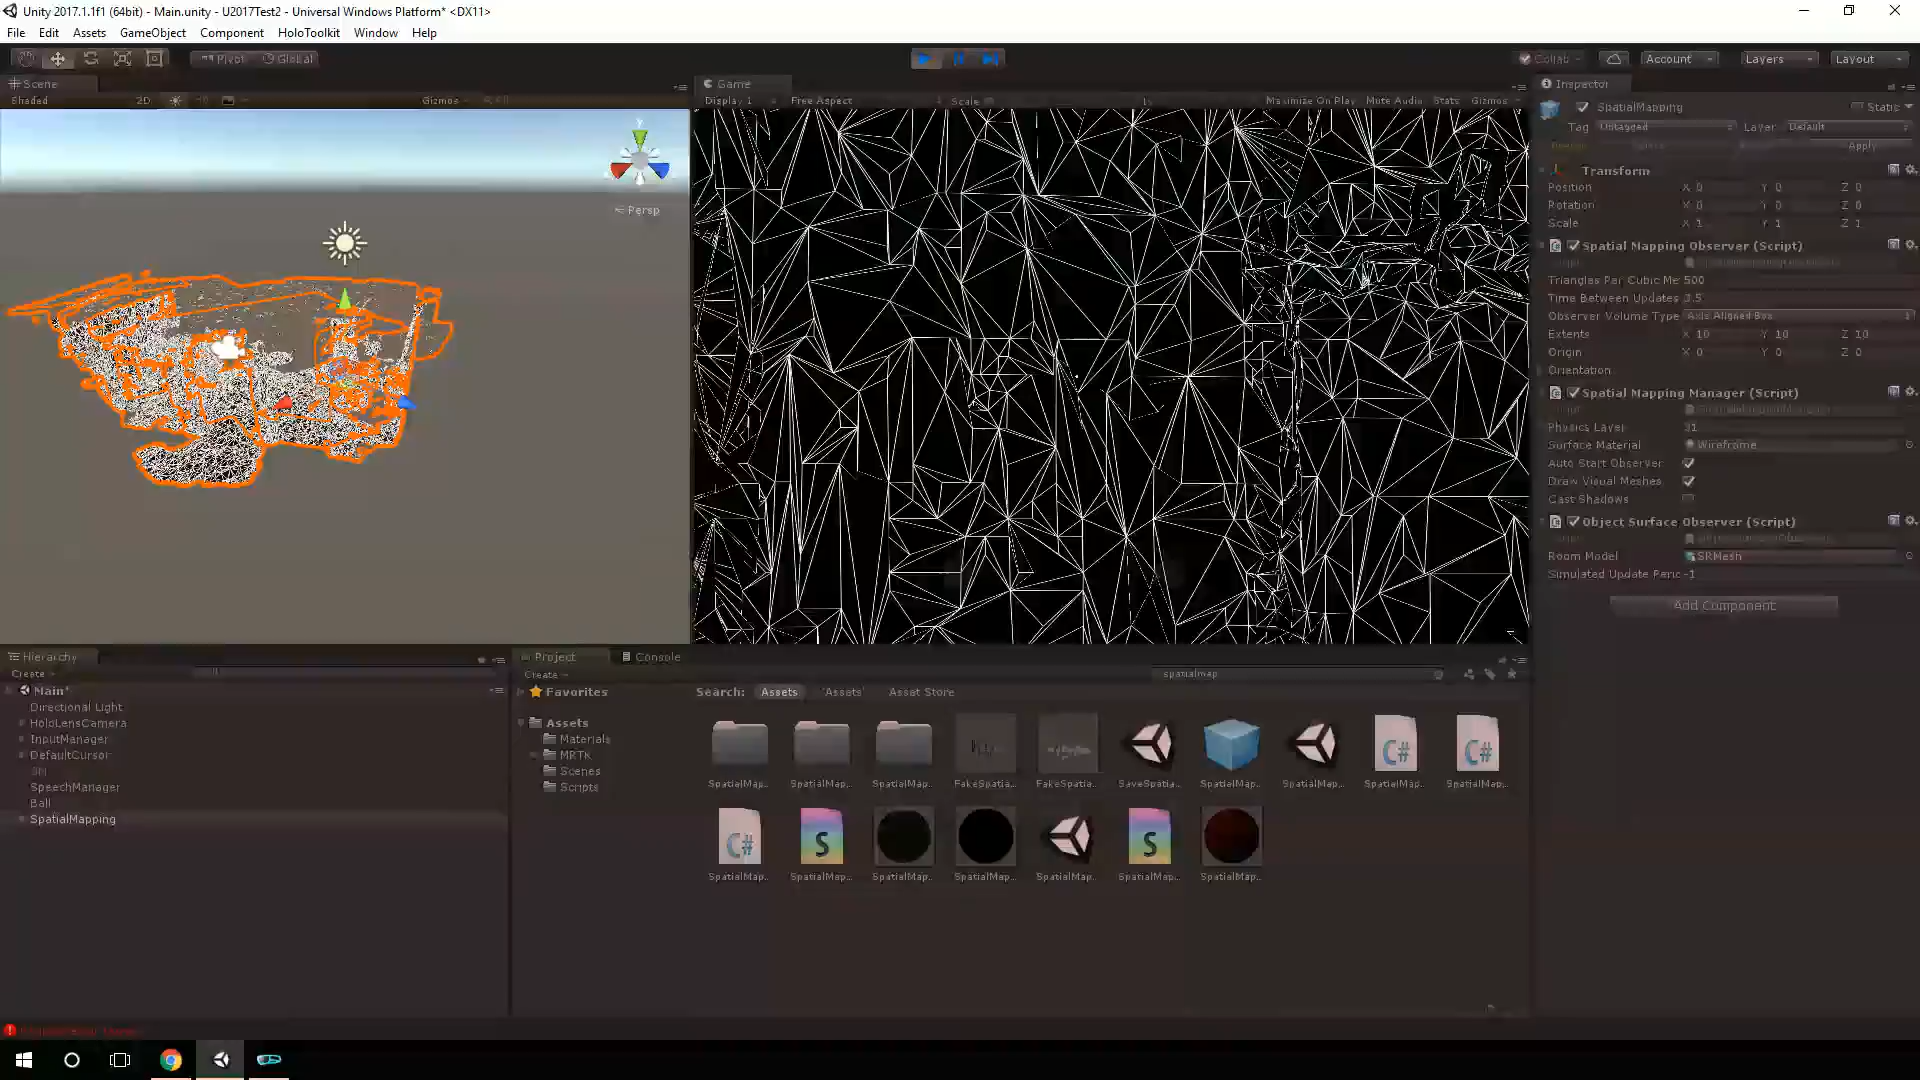 Unity 2017.1.1f1 (64bit) - Main.unity - U2017Test2 - Universal Windows Platform* <DX11>
File Edit Assets GameObject Component HoloToolkit Window Help
Pivot Global
Collab Account Layers Layout
Scene
Shaded 2D Gizmos
y
Persp
Game
Display 1 Free Aspect Scale 1x Maximize On Play Mute Audio Stats Gizmos
Inspector
SpatialMapping Static
Tag Untagged Layer Default
Apply
Transform
Position X 0 Y 0 Z 0
Rotation X 0 Y 0 Z 0
Scale X 1 Y 1 Z 1
Spatial Mapping Observer (Script)
Triangles Per Cubic Me 500
Time Between Updates 3.5
Observer Volume Type Axis Aligned Box
Extents X 10 Y 10 Z 10
Origin X 0 Y 0 Z 0
Orientation
Spatial Mapping Manager (Script)
Physics Layer 31
Surface Material Wireframe
Auto Start Observer
Draw Visual Meshes
Cast Shadows
Object Surface Observer (Script)
Room Model SRMesh
Simulated Update Peric -1
Add Component
Hierarchy
Create
Main*
Directional Light
HoloLensCamera
InputManager
DefaultCursor
SpeechManager
Ball
SpatialMapping
Project Console
Create spatialmap
Favorites
Assets
Materials
MRTK
Scenes
Scripts
Search: Assets 'Assets' Asset Store
SpatialMap.. SpatialMap.. SpatialMap.. FakeSpatia.. FakeSpatia.. SaveSpatia.. SpatialMap.. SpatialMap.. SpatialMap.. SpatialMap..
C# C#
SpatialMap.. SpatialMap.. SpatialMap.. SpatialMap.. SpatialMap.. SpatialMap.. SpatialMap..
C# S S